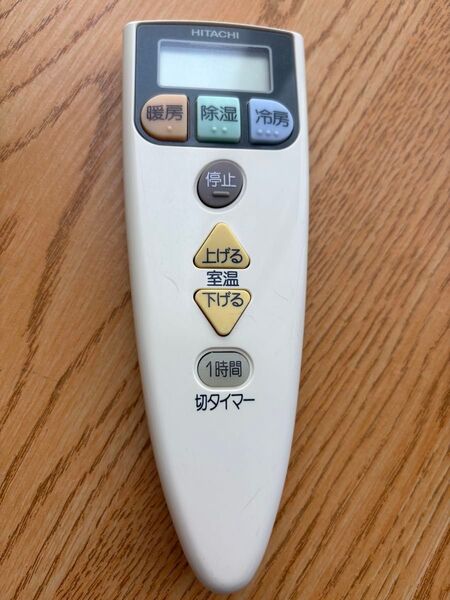 HITACHI
暖房 除湿 冷房
停止
上げる
室温
下げる
1時間
切タイマー